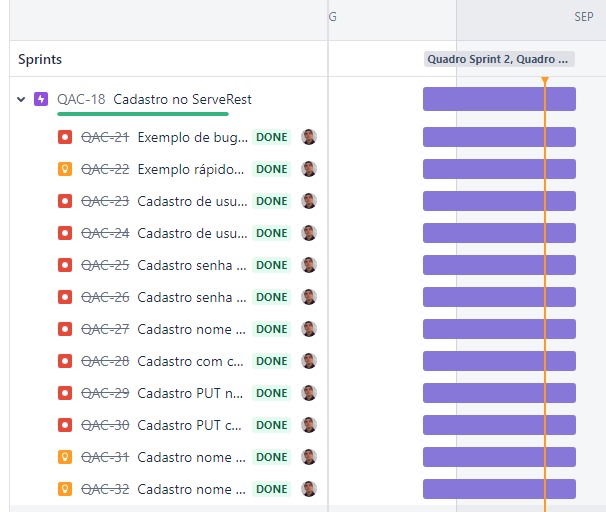 G SEP
Sprints Quadro Sprint 2, Quadro ...
QAC-18 Cadastro no ServeRest
QAC-21 Exemplo de bug... DONE
QAC-22 Exemplo rápido... DONE
QAC-23 Cadastro de usu... DONE
QAC-24 Cadastro de usu... DONE
QAC-25 Cadastro senha ... DONE
QAC-26 Cadastro senha ... DONE
QAC-27 Cadastro nome ... DONE
QAC-28 Cadastro com c... DONE
QAC-29 Cadastro PUT n... DONE
QAC-30 Cadastro PUT c... DONE
QAC-31 Cadastro nome ... DONE
QAC-32 Cadastro nome ... DONE